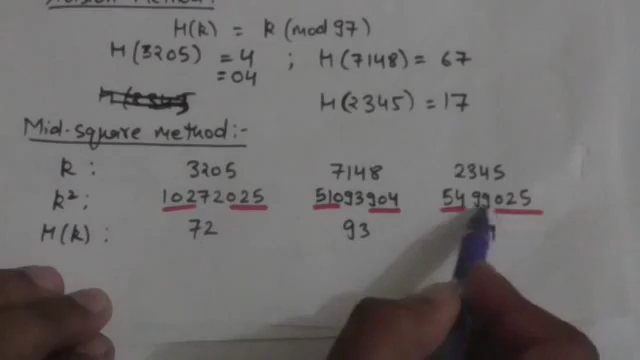 H(k) = k (mod 97)
H(3205) = 4 ; H(7148) = 67
= 04
H(2345) = 17
Mid-square method:-
k : 3205 7148 2345
k²: 10272025 51093904 5499025
H(k) : 72 93